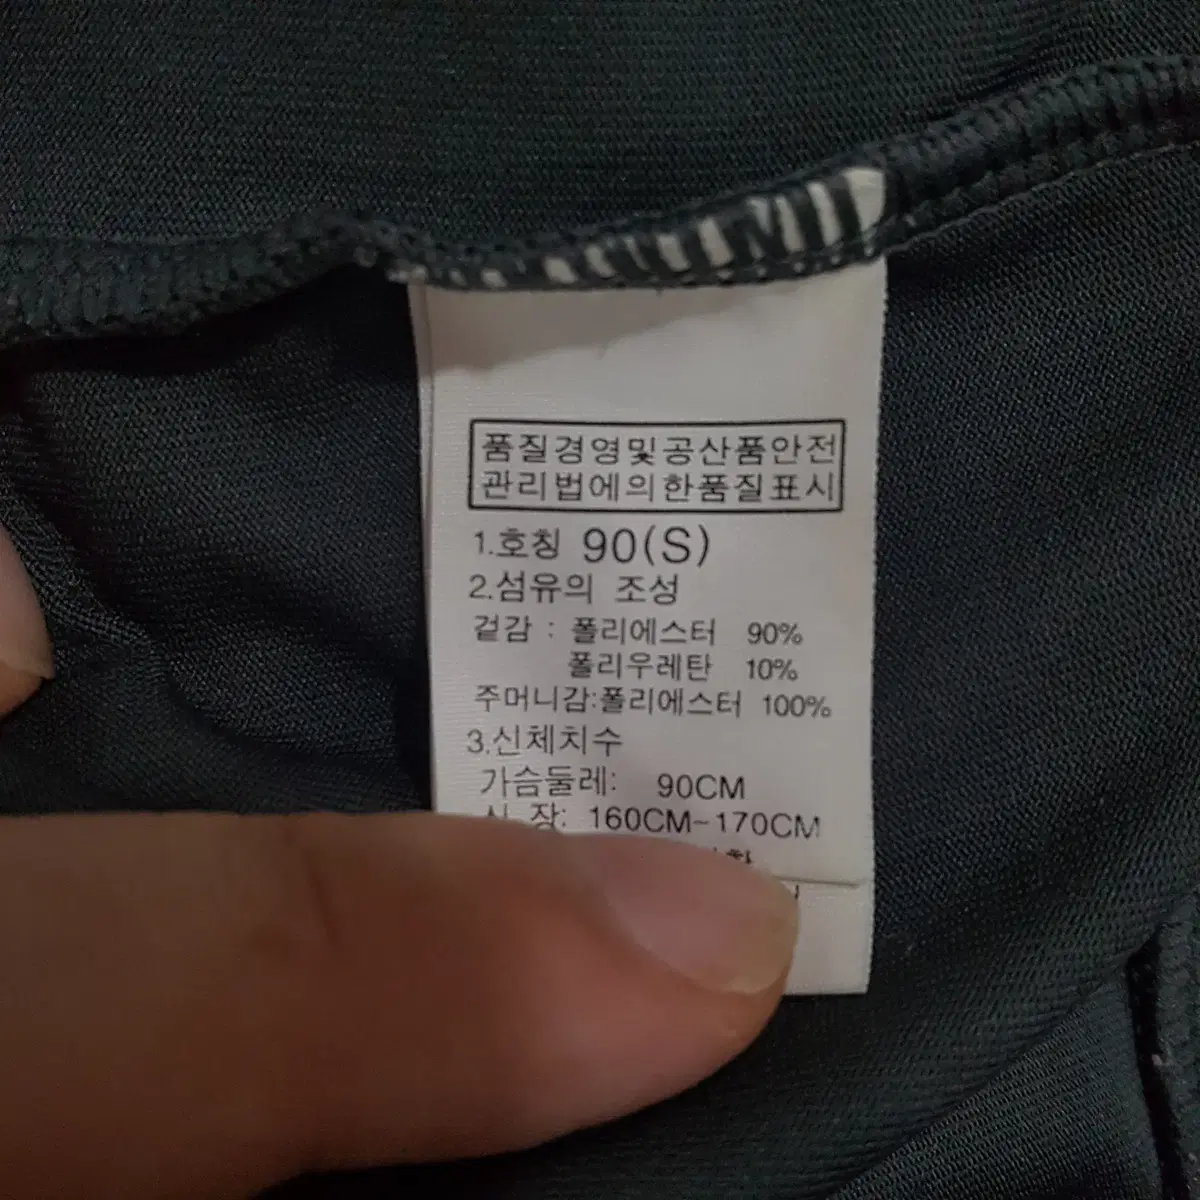 품질경영및공산품안전
관리법에의한품질표시
1.호칭 90(S)
2.섬유의 조성
겉감 : 폴리에스터 90%
폴리우레탄 10%
주머니감:폴리에스터 100%
3.신체치수
가슴둘레: 90CM
신 장: 160CM-170CM